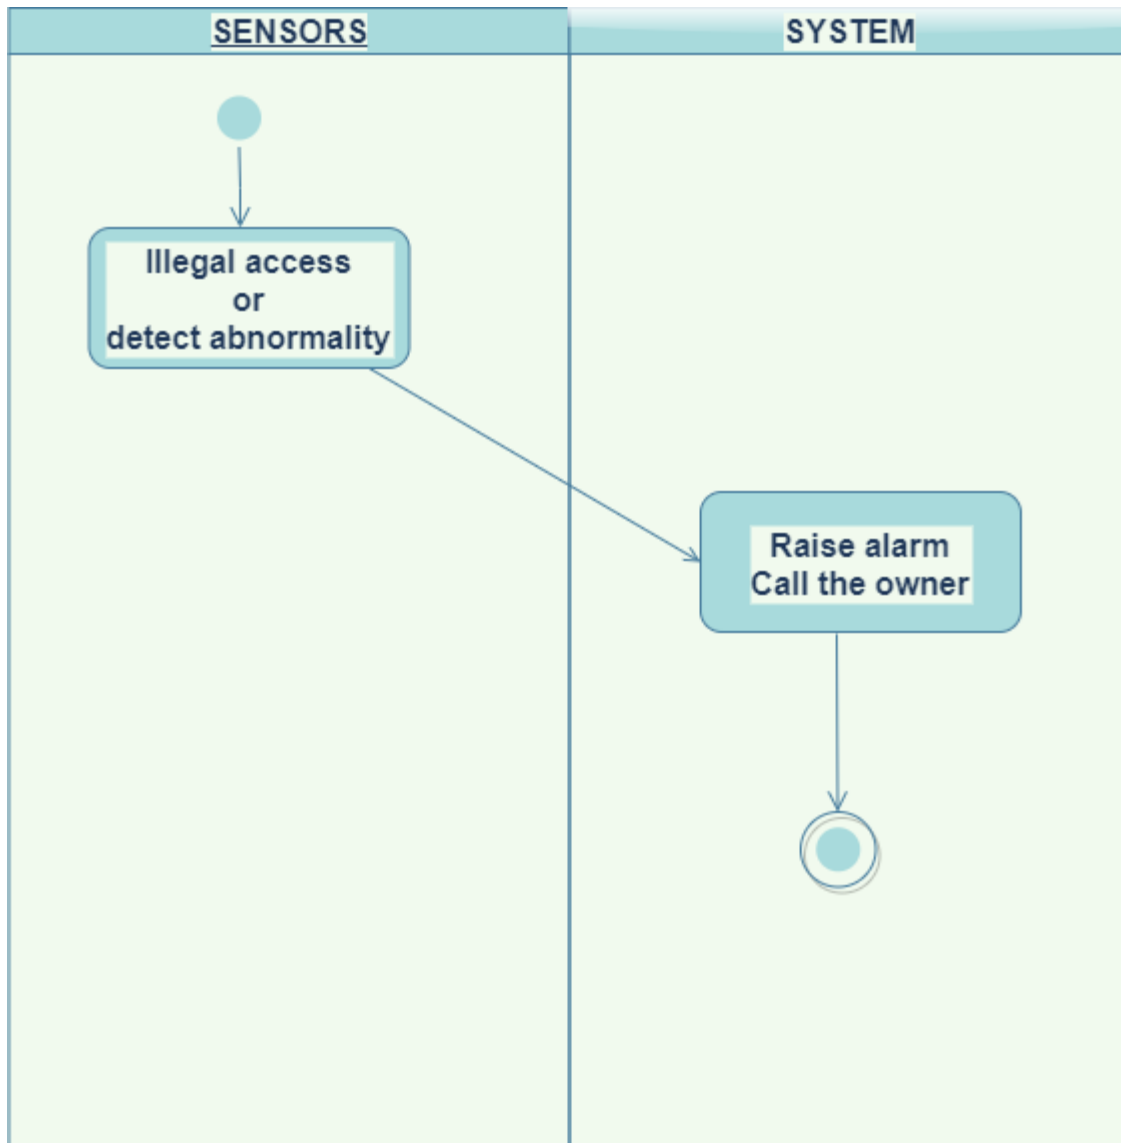 SENSORS
SYSTEM
Illegal access
or
detect abnormality
Raise alarm
Call the owner